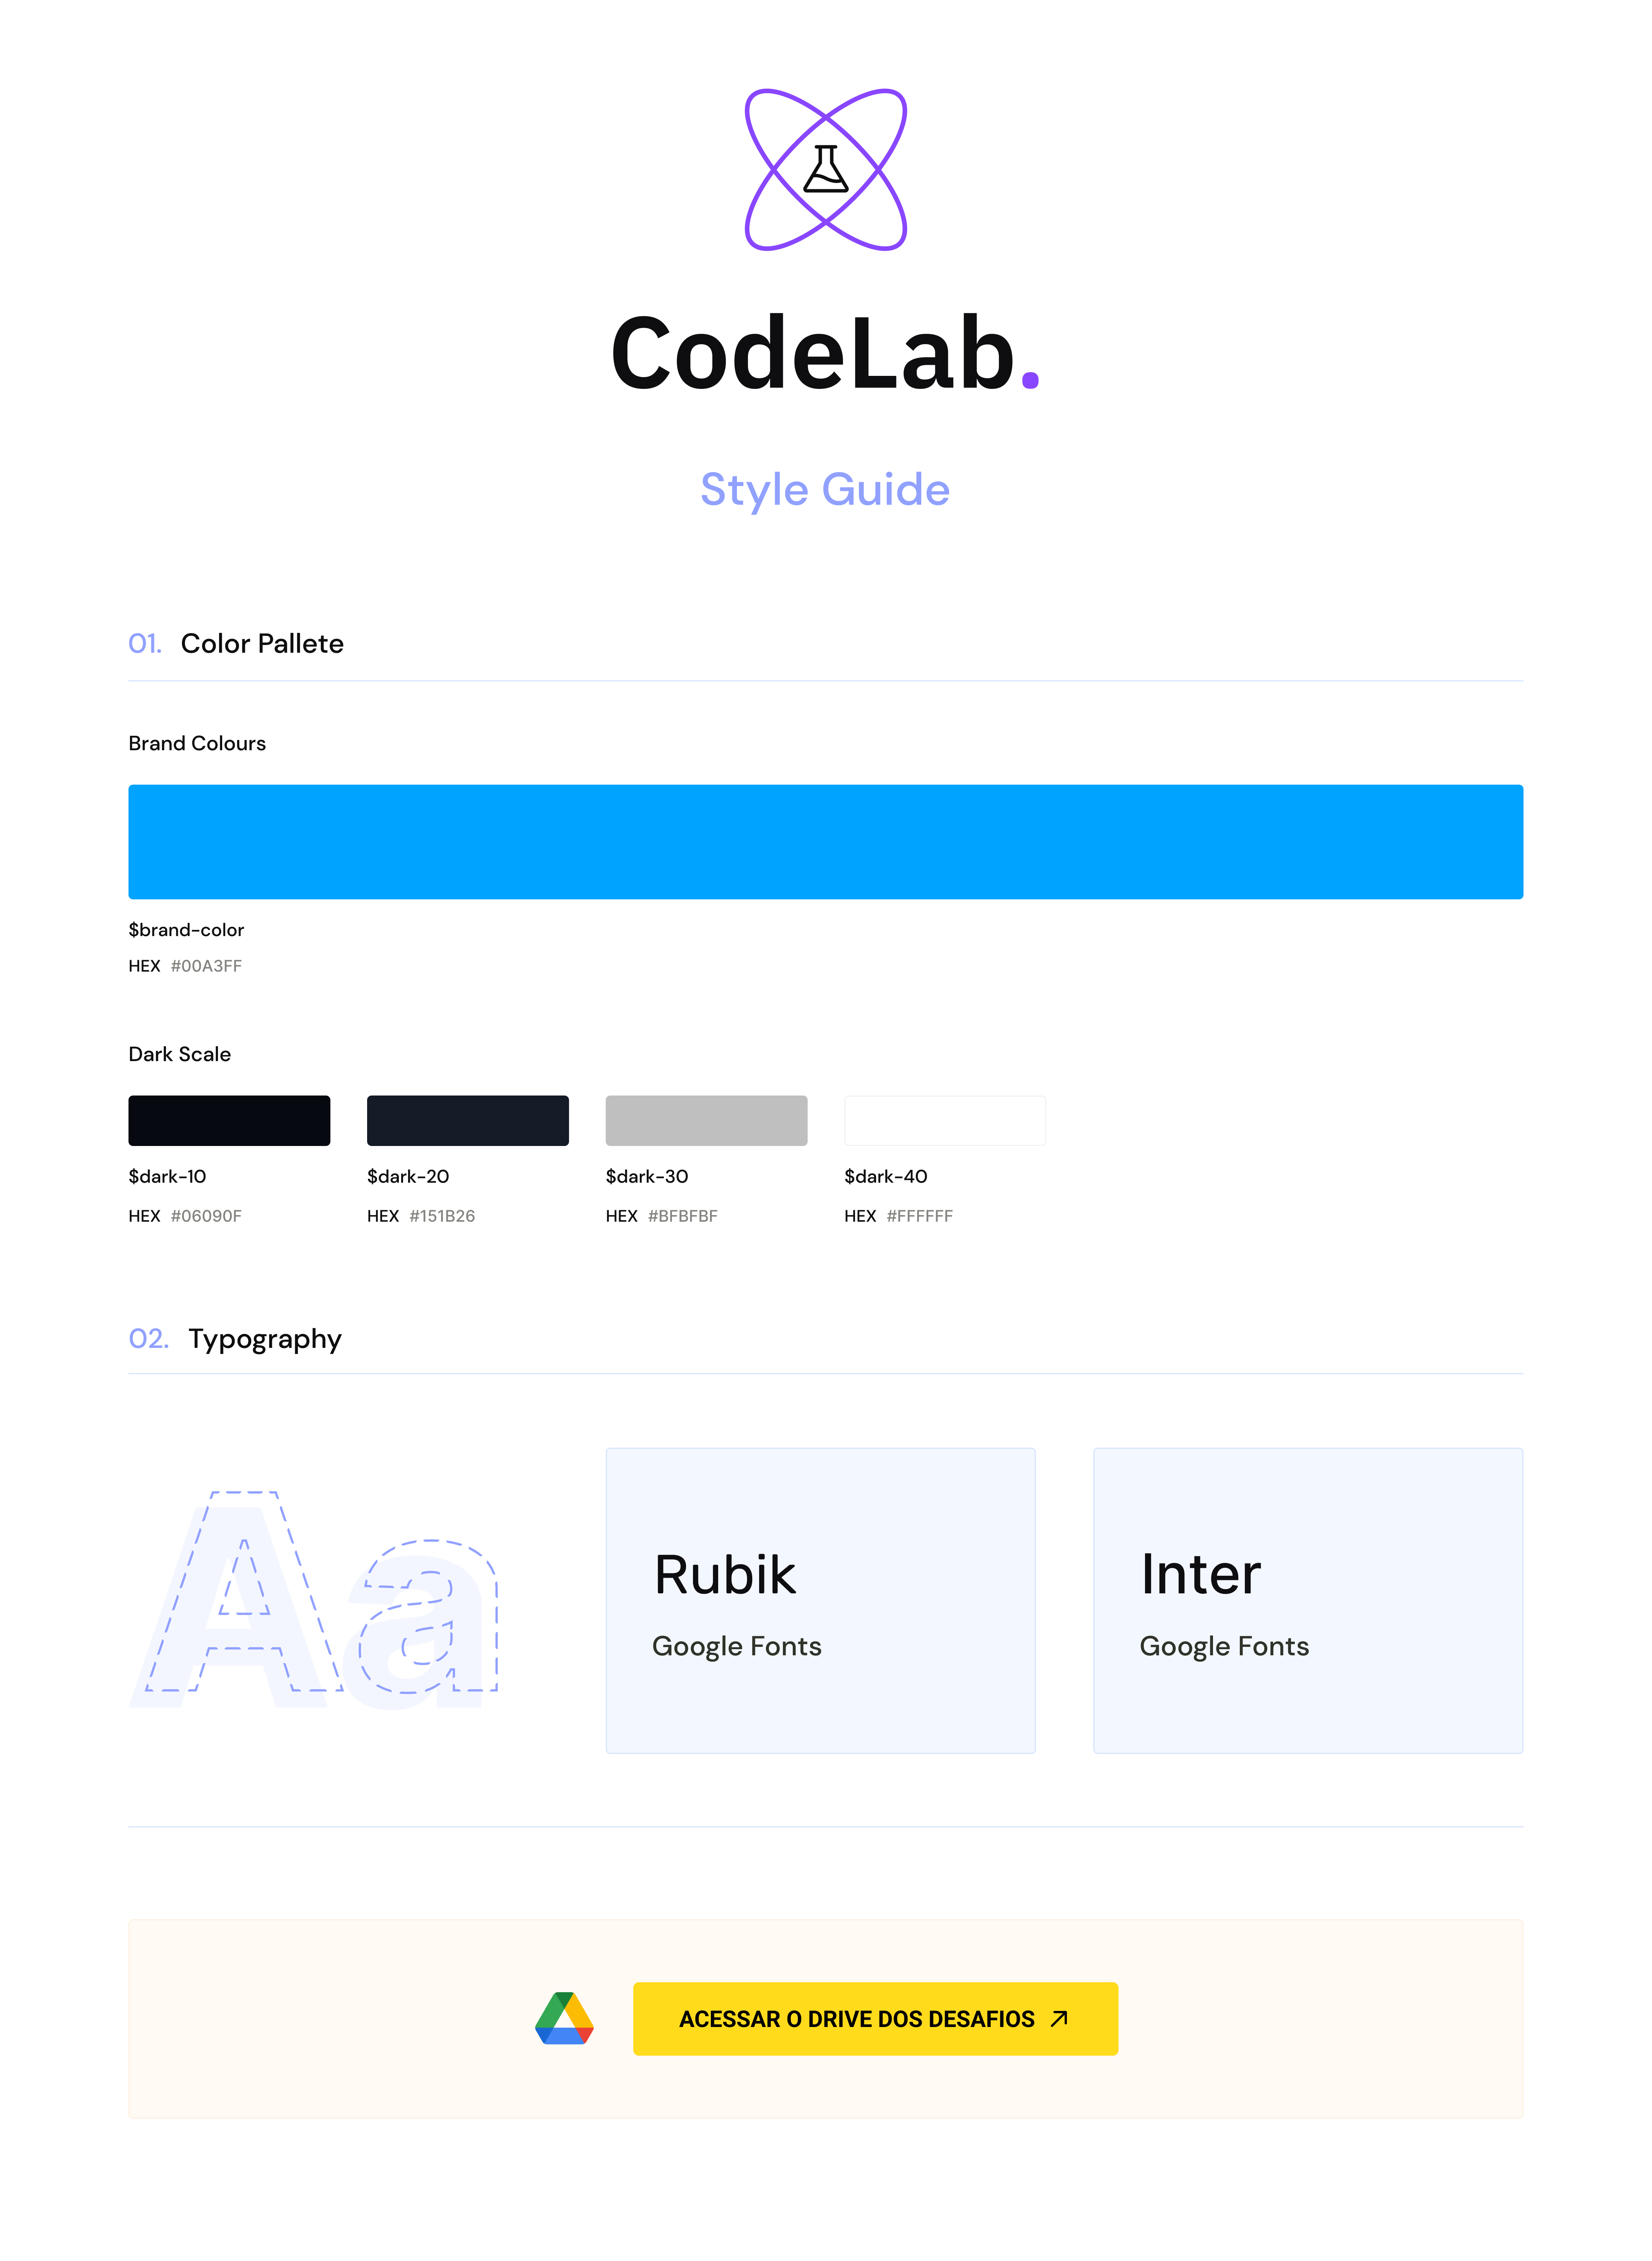 CodeLab.
Style Guide
01. Color Pallete
Brand Colours
$brand-color
HEX #00A3FF
Dark Scale
$dark-10 $dark-20 $dark-30 $dark-40
HEX #06090F HEX #151B26 HEX #BFBFBF HEX #FFFFFF
02. Typography
Aa
Rubik
Google Fonts
Inter
Google Fonts
ACESSAR O DRIVE DOS DESAFIOS